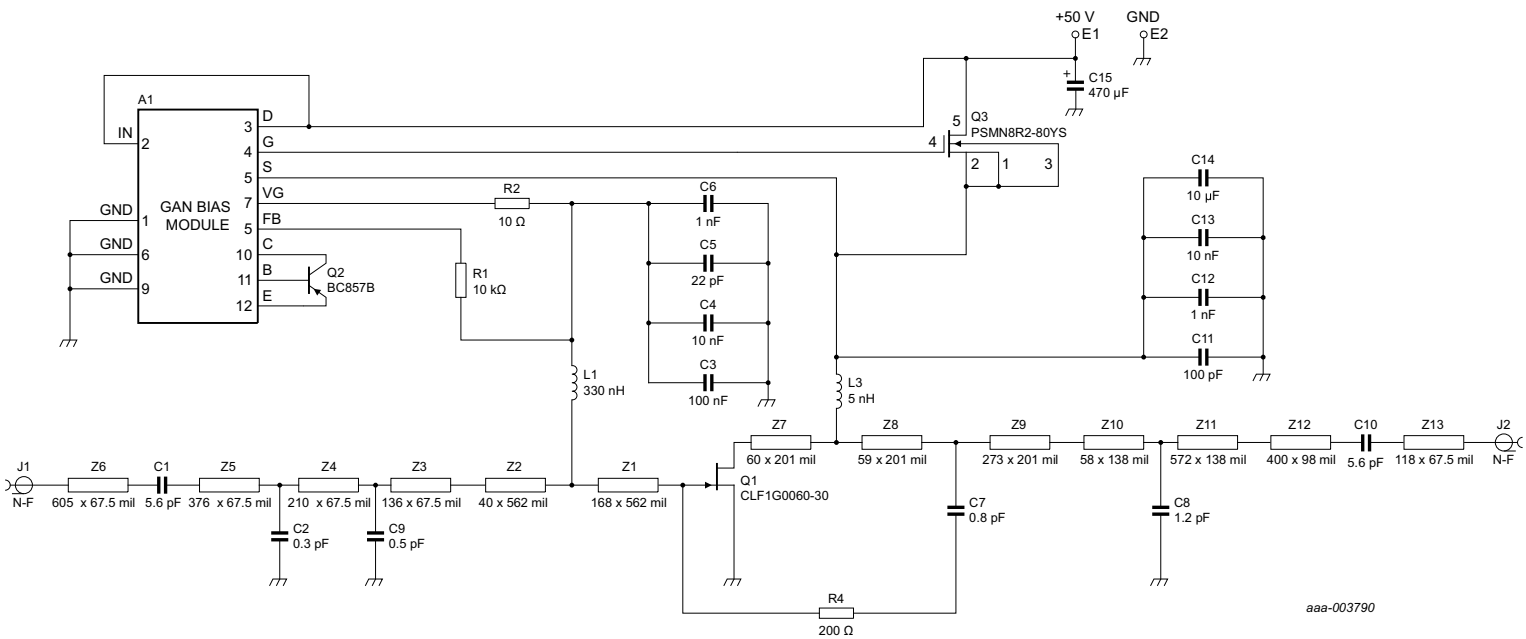 +50 V GND
E1 E2
C15
470 µF
A1
D
3
IN
2
G
4
S
5
VG
7
FB
5
C
10
B
11
E
12
GND
1
GND
6
GND
9
GAN BIAS
MODULE
Q2
BC857B
R2
10 Ω
R1
10 kΩ
C6
1 nF
C5
22 pF
C4
10 nF
C3
100 nF
L1
330 nH
5
Q3
PSMN8R2-80YS
4
2 1 3
C14
10 µF
C13
10 nF
C12
1 nF
C11
100 pF
L3
5 nH
J1
N-F
Z6
605 x 67.5 mil
C1
5.6 pF
Z5
376 x 67.5 mil
Z4
210 x 67.5 mil
Z3
136 x 67.5 mil
Z2
40 x 562 mil
Z1
168 x 562 mil
C2
0.3 pF
C9
0.5 pF
Q1
CLF1G0060-30
Z7
60 x 201 mil
Z8
59 x 201 mil
Z9
273 x 201 mil
Z10
58 x 138 mil
Z11
572 x 138 mil
Z12
400 x 98 mil
C10
5.6 pF
Z13
118 x 67.5 mil
J2
N-F
C7
0.8 pF
C8
1.2 pF
R4
200 Ω
aaa-003790